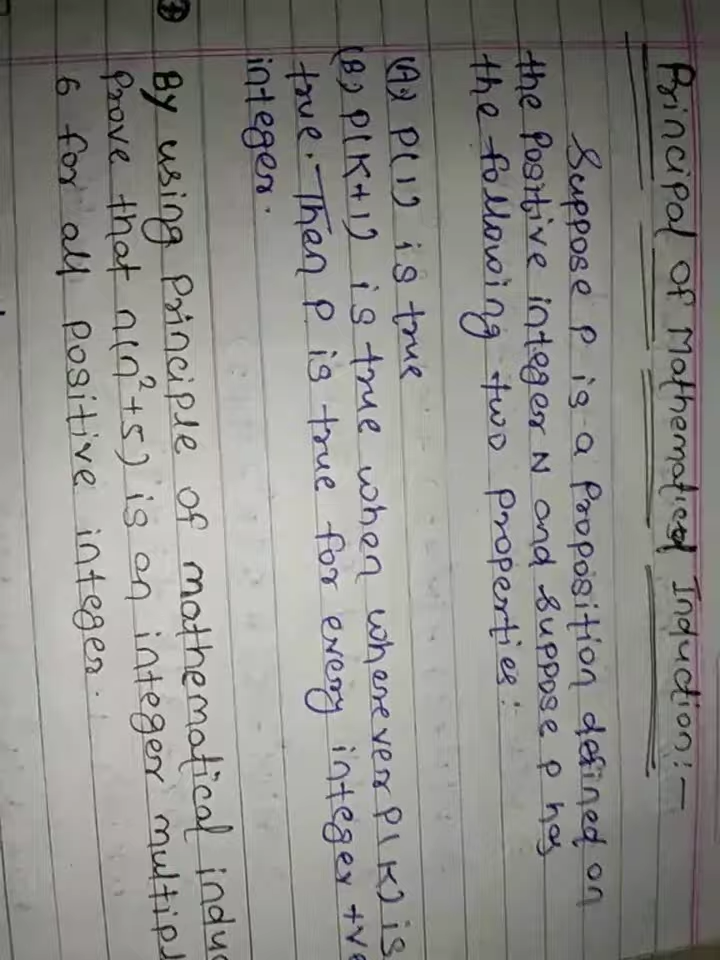 Principal of Mathematical Induction:-
Suppose P is a Proposition defined on
the Positive integer N and suppose P has
the following two properties:
(A) P(1) is true
(B) P(K+1) is true when whenever P(K) is
true. Then P is true for every integer +ve
integer.
By using Principle of mathematical induc
Prove that n(n²+5) is an integer multipl
6 for all positive integer.